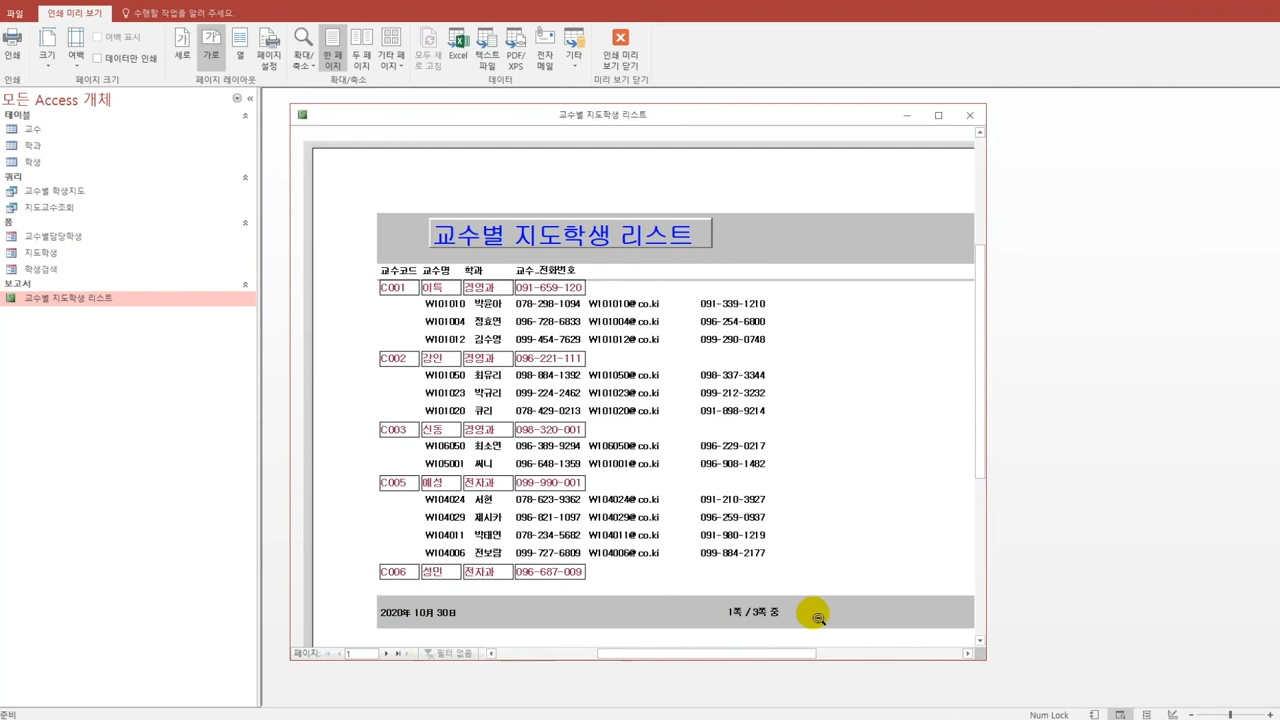 파일 인쇄 미리 보기 수행할 작업을 알려 주세요.
인쇄 크기 여백 여백 표시 데이터만 인쇄 세로 가로 열 페이지 설정 확대/축소 한 페이지 두 페이지 기타 페이지 모두 새로 고침 Excel 텍스트 파일 PDF/XPS 전자 메일 기타 인쇄 미리 보기 닫기
인쇄 페이지 크기 페이지 레이아웃 확대/축소 데이터 미리 보기 닫기
모든 Access 개체
테이블
교수
학과
학생
쿼리
교수별 학생지도
지도교수조회
폼
교수별담당학생
지도학생
학생검색
보고서
교수별 지도학생 리스트
교수별 지도학생 리스트
교수별 지도학생 리스트
교수코드 교수명 학과 교수_전화번호
C001 이특 경영과 091-659-120
W101010 박윤아 078-298-1094 W101010@co.ki 091-339-1210
W101004 정효연 096-728-6833 W101004@co.ki 096-254-6800
W101012 김수영 099-454-7629 W101012@co.ki 099-290-0748
C002 강인 경영과 096-221-111
W101050 최유리 098-884-1392 W101050@co.ki 098-337-3344
W101023 박규리 099-224-2462 W101023@co.ki 099-212-3232
W101020 큐리 078-429-0213 W101020@co.ki 091-898-9214
C003 신동 경영과 098-320-001
W106050 최소연 096-389-9294 W106050@co.ki 096-229-0217
W105001 써니 096-648-1359 W101001@co.ki 096-908-1482
C005 예성 전자과 099-990-001
W104024 서현 078-623-9362 W104024@co.ki 091-210-3927
W104029 제시카 096-821-1097 W104029@co.ki 096-259-0937
W104011 박태연 078-234-5682 W104011@co.ki 091-980-1219
W104006 전보람 099-727-6809 W104006@co.ki 099-884-2177
C006 성민 전자과 096-687-009
2020年 10月 30日 1쪽 / 3쪽 중
페이지: 1 필터 없음
준비 Num Lock